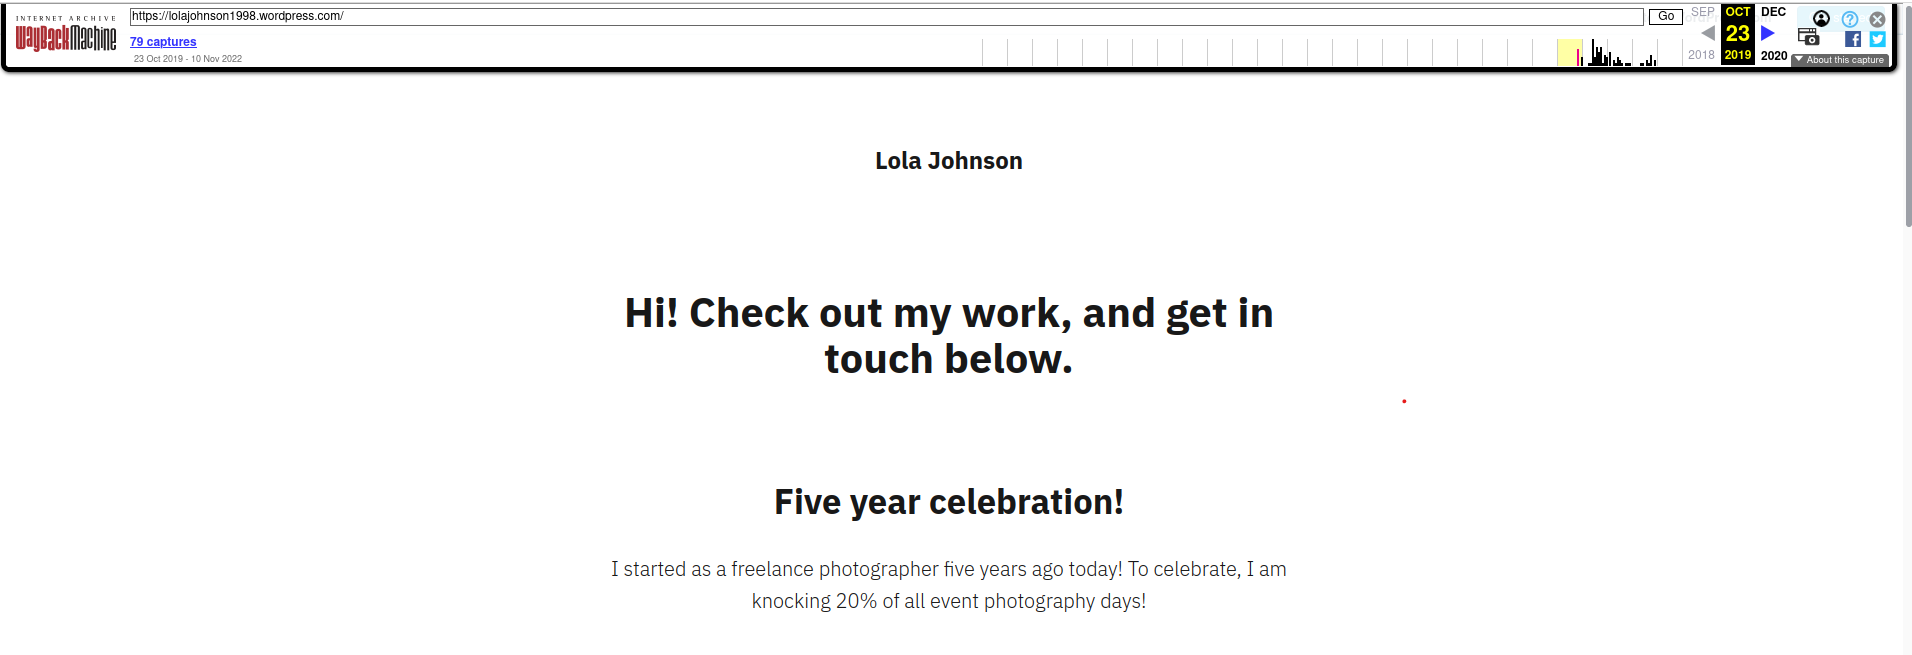 INTERNET ARCHIVE
WayBackMachine
https://lolajohnson1998.wordpress.com/
Go
79 captures
23 Oct 2019 - 10 Nov 2022
SEP OCT DEC
23
2018 2019 2020
?
f
About this capture
Lola Johnson
Hi! Check out my work, and get in
touch below.
Five year celebration!
I started as a freelance photographer five years ago today! To celebrate, I am
knocking 20% of all event photography days!